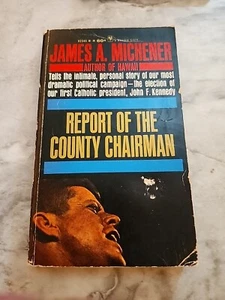 JAMES A. MICHENER
AUTHOR OF HAWAII
Tells the intimate, personal story of our most
dramatic political campaign—the election of
our first Catholic president, John F. Kennedy
REPORT OF THE
COUNTY CHAIRMAN